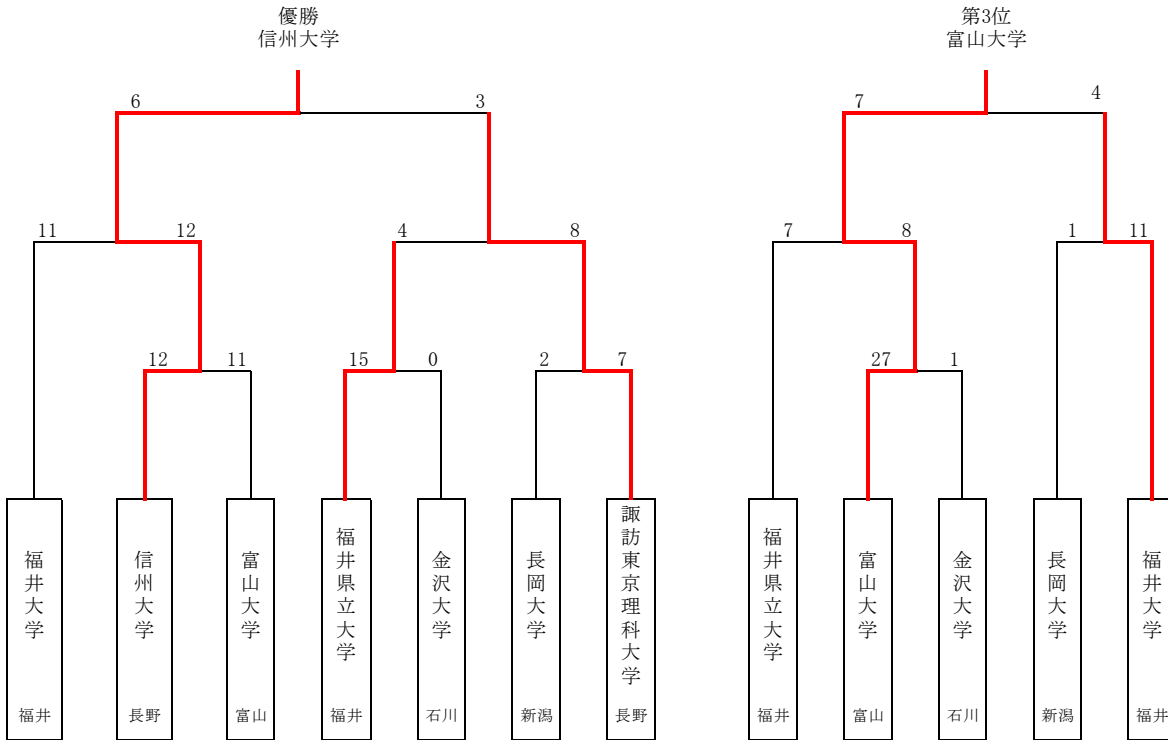 優勝
信州大学
第3位
富山大学
6
3
7
4
11
12
4
8
7
8
1
11
12
11
15
0
2
7
27
1
福井大学
信州大学
富山大学
福井県立大学
金沢大学
長岡大学
諏訪東京理科大学
福井県立大学
富山大学
金沢大学
長岡大学
福井大学
福井
長野
富山
福井
石川
新潟
長野
福井
富山
石川
新潟
福井